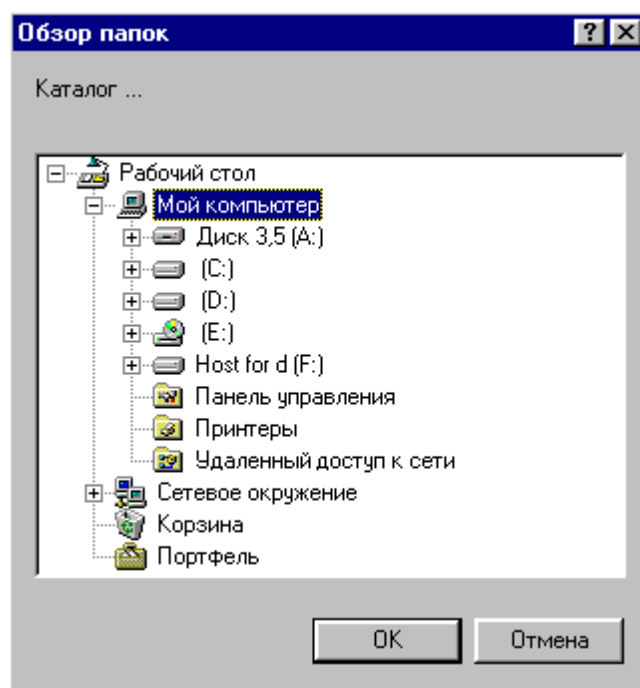 Обзор папок
Каталог ...
Рабочий стол
Мой компьютер
Диск 3,5 (A:)
(C:)
(D:)
(E:)
Host for d (F:)
Панель управления
Принтеры
Удаленный доступ к сети
Сетевое окружение
Корзина
Портфель
OK Отмена